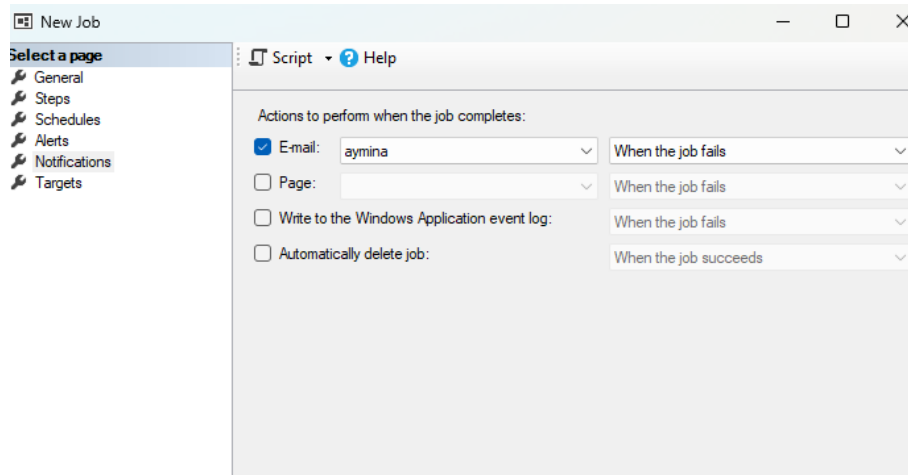 New Job
Select a page
General
Steps
Schedules
Alerts
Notifications
Targets
Script Help
Actions to perform when the job completes:
E-mail: aymina When the job fails
Page: When the job fails
Write to the Windows Application event log: When the job fails
Automatically delete job: When the job succeeds